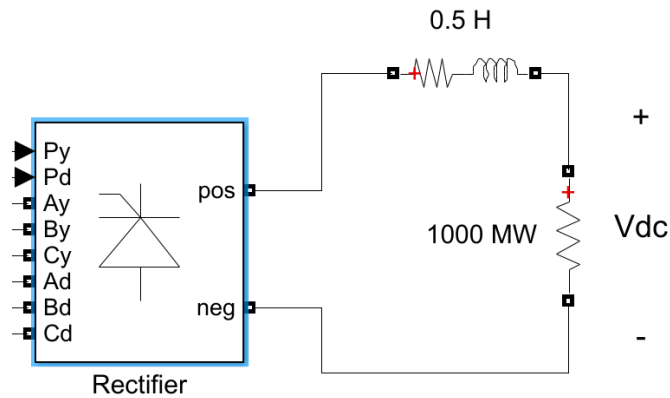 0.5 H
+
Py
Pd
Ay
By
Cy
Ad
Bd
Cd
pos
neg
+
+
1000 MW
Vdc
-
Rectifier